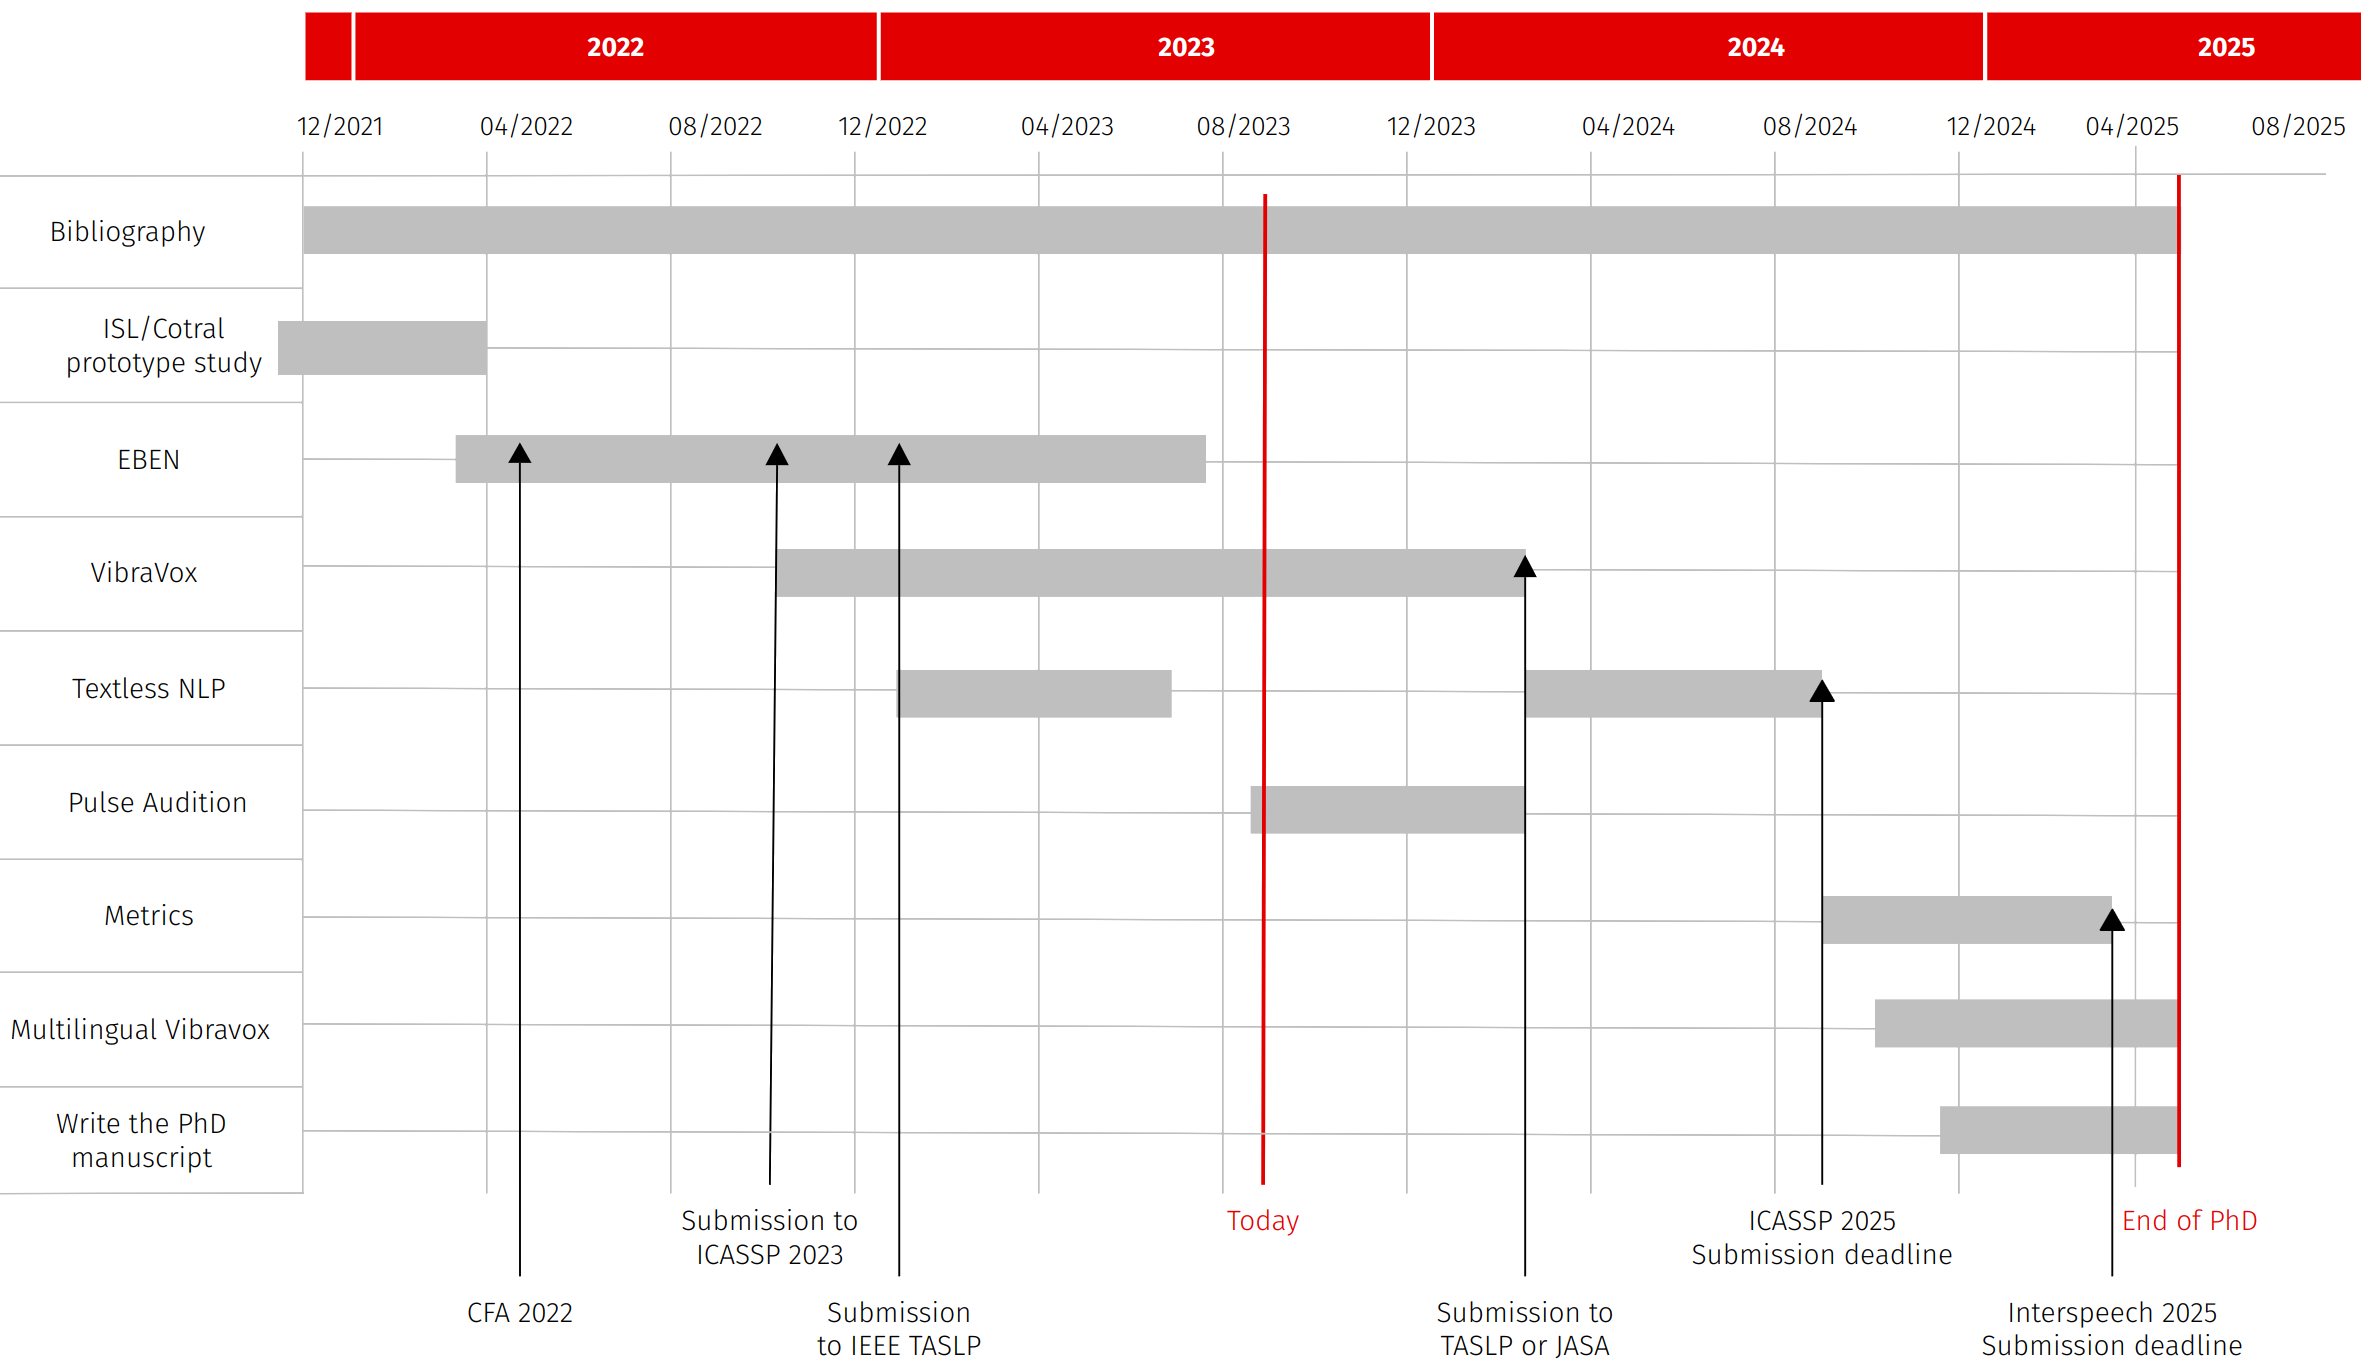 2022 2023 2024 2025
12/2021 04/2022 08/2022 12/2022 04/2023 08/2023 12/2023 04/2024 08/2024 12/2024 04/2025 08/2025
Bibliography
ISL/Cotral
prototype study
EBEN
VibraVox
Textless NLP
Pulse Audition
Metrics
Multilingual Vibravox
Write the PhD
manuscript
Submission to
ICASSP 2023
Today
ICASSP 2025
Submission deadline
End of PhD
CFA 2022
Submission
to IEEE TASLP
Submission to
TASLP or JASA
Interspeech 2025
Submission deadline